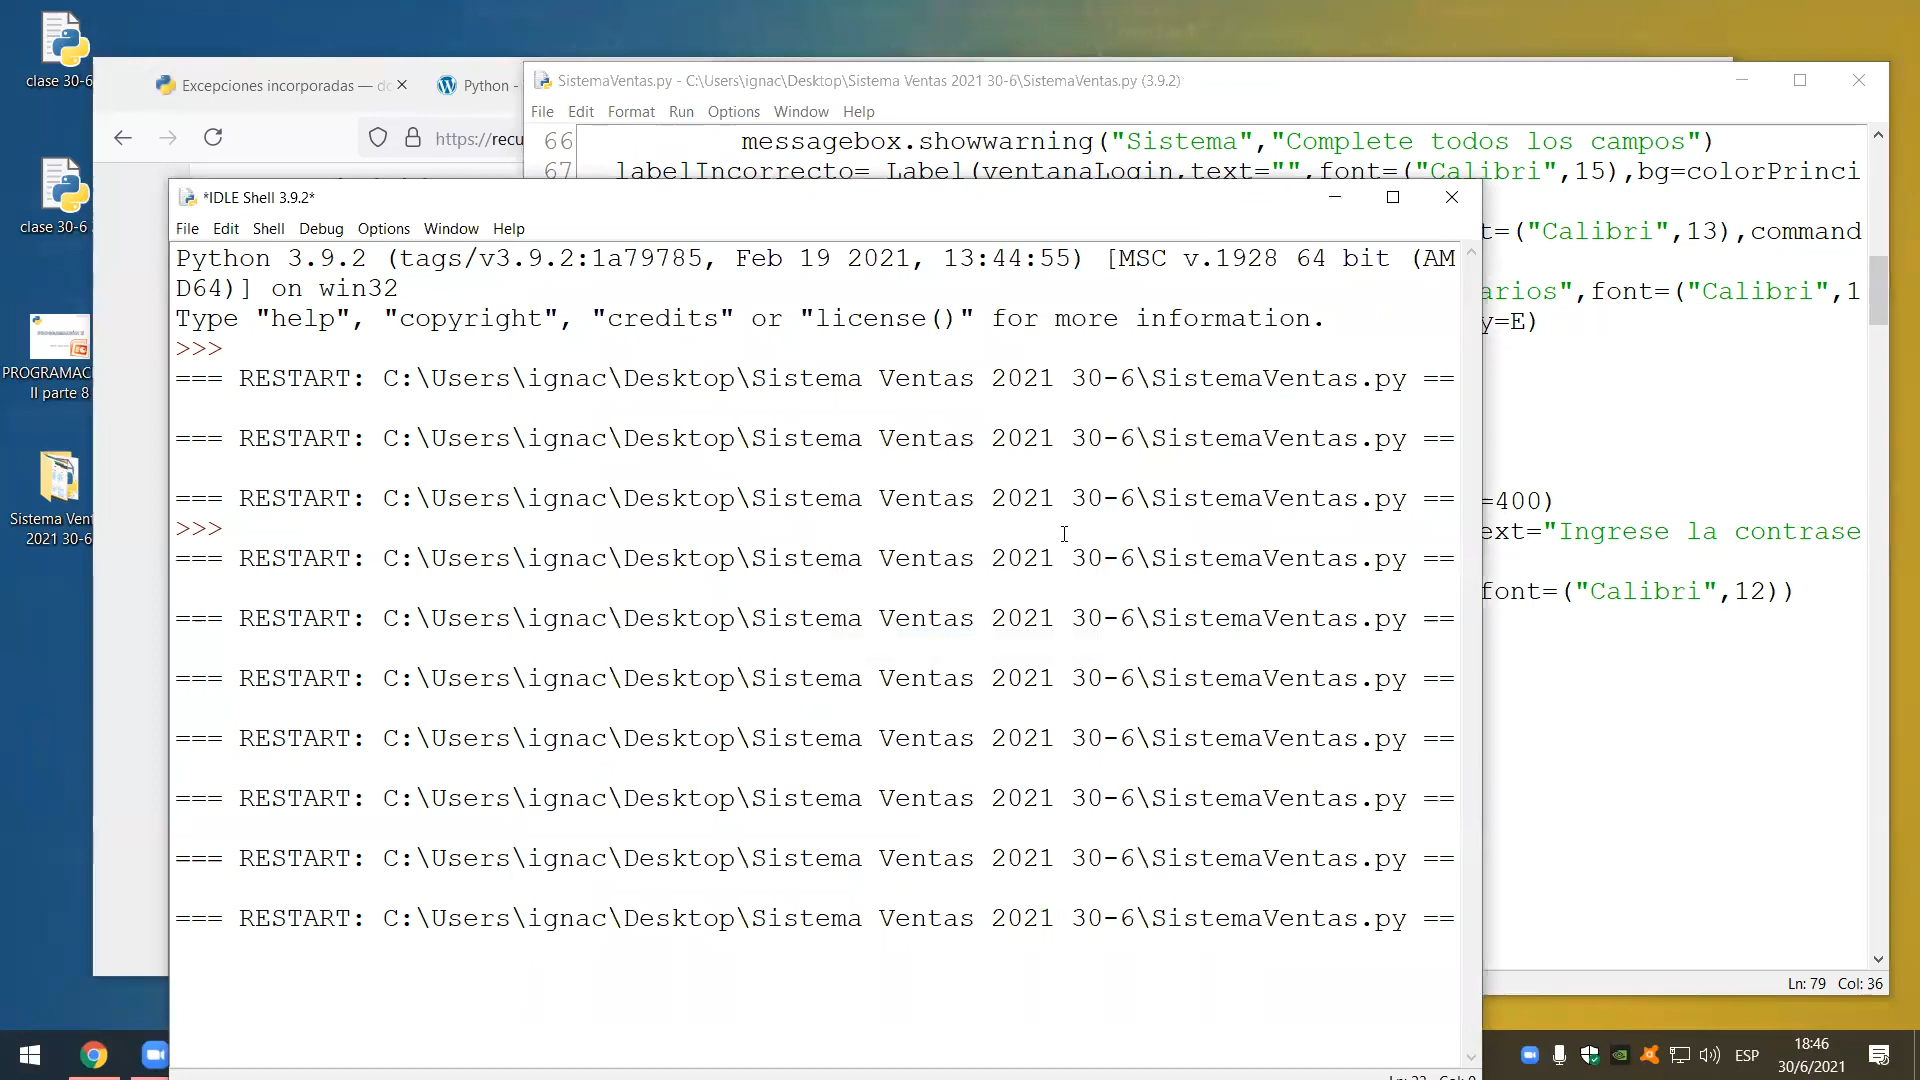 clase 30-6
clase 30-6
PROGRAMAC
II parte 8
Sistema Ven
2021 30-6
Excepciones incorporadas — do
Python -
https://recu
SistemaVentas.py - C:\Users\ignac\Desktop\Sistema Ventas 2021 30-6\SistemaVentas.py (3.9.2)
File Edit Format Run Options Window Help
66 messagebox.showwarning("Sistema","Complete todos los campos")
67 labelIncorrecto= Label(ventanaLogin,text="",font=("Calibri",15),bg=colorPrinci
t=("Calibri",13),command
arios",font=("Calibri",1
y=E)
=400)
ext="Ingrese la contrase
font=("Calibri",12))
Ln: 79 Col: 36
*IDLE Shell 3.9.2*
File Edit Shell Debug Options Window Help
Python 3.9.2 (tags/v3.9.2:1a79785, Feb 19 2021, 13:44:55) [MSC v.1928 64 bit (AM
D64)] on win32
Type "help", "copyright", "credits" or "license()" for more information.
>>>
=== RESTART: C:\Users\ignac\Desktop\Sistema Ventas 2021 30-6\SistemaVentas.py ==
=== RESTART: C:\Users\ignac\Desktop\Sistema Ventas 2021 30-6\SistemaVentas.py ==
=== RESTART: C:\Users\ignac\Desktop\Sistema Ventas 2021 30-6\SistemaVentas.py ==
>>>
=== RESTART: C:\Users\ignac\Desktop\Sistema Ventas 2021 30-6\SistemaVentas.py ==
=== RESTART: C:\Users\ignac\Desktop\Sistema Ventas 2021 30-6\SistemaVentas.py ==
=== RESTART: C:\Users\ignac\Desktop\Sistema Ventas 2021 30-6\SistemaVentas.py ==
=== RESTART: C:\Users\ignac\Desktop\Sistema Ventas 2021 30-6\SistemaVentas.py ==
=== RESTART: C:\Users\ignac\Desktop\Sistema Ventas 2021 30-6\SistemaVentas.py ==
=== RESTART: C:\Users\ignac\Desktop\Sistema Ventas 2021 30-6\SistemaVentas.py ==
=== RESTART: C:\Users\ignac\Desktop\Sistema Ventas 2021 30-6\SistemaVentas.py ==
ESP
18:46
30/6/2021